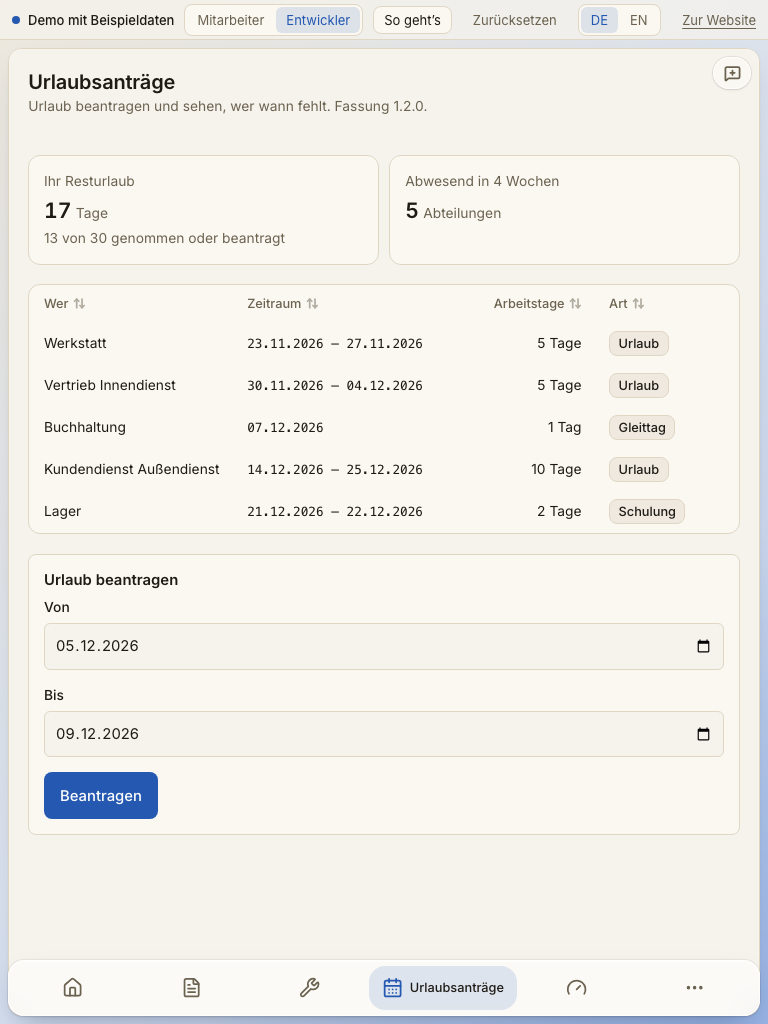 Demo mit Beispieldaten Mitarbeiter Entwickler So geht's Zurücksetzen DE EN Zur Website
Urlaubsanträge
Urlaub beantragen und sehen, wer wann fehlt. Fassung 1.2.0.
Ihr Resturlaub
17 Tage
13 von 30 genommen oder beantragt
Abwesend in 4 Wochen
5 Abteilungen
Wer Zeitraum Arbeitstage Art
Werkstatt 23.11.2026 – 27.11.2026 5 Tage Urlaub
Vertrieb Innendienst 30.11.2026 – 04.12.2026 5 Tage Urlaub
Buchhaltung 07.12.2026 1 Tag Gleittag
Kundendienst Außendienst 14.12.2026 – 25.12.2026 10 Tage Urlaub
Lager 21.12.2026 – 22.12.2026 2 Tage Schulung
Urlaub beantragen
Von
05.12.2026
Bis
09.12.2026
Beantragen
Urlaubsanträge